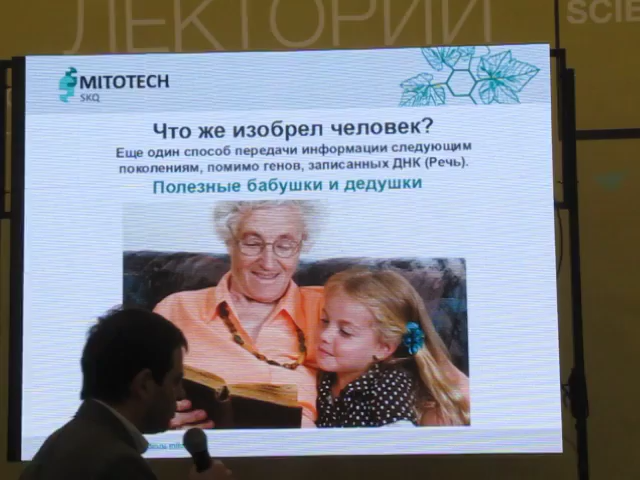 ЛЕКТОРИЙ
SCIE
MITOTECH
SKQ
Что же изобрел человек?
Еще один способ передачи информации следующим
поколениям, помимо генов, записанных ДНК (Речь).
Полезные бабушки и дедушки